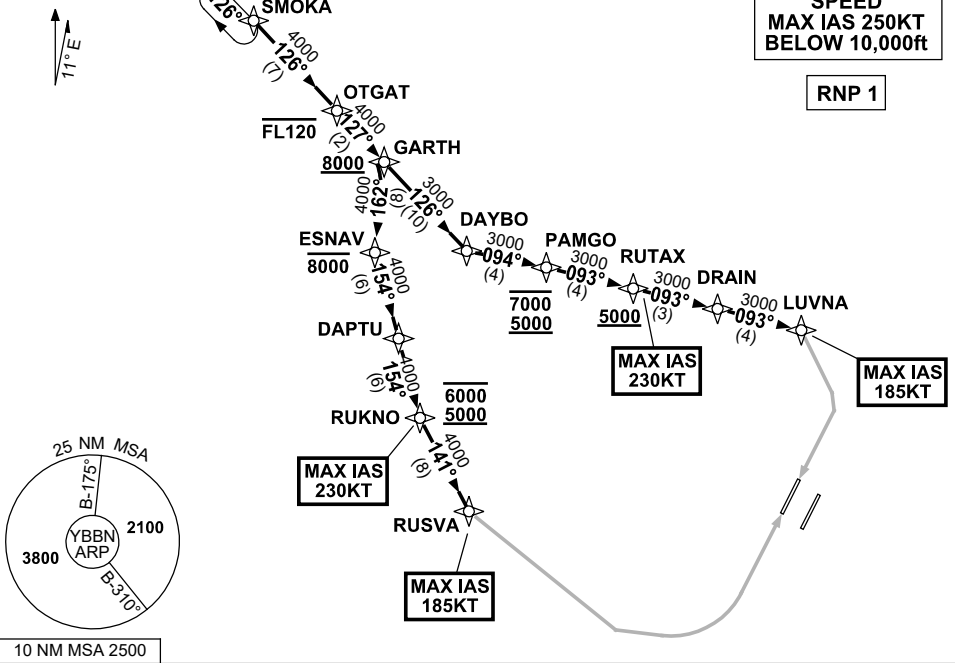 SPEED
MAX IAS 250KT
BELOW 10,000ft
RNP 1
11° E
126°
SMOKA
4000
126°
(7)
OTGAT
FL120
4000
127°
(2)
GARTH
8000
4000
162°
(8)
3000
126°
(10)
ESNAV
8000
4000
154°
(6)
DAYBO
3000
094°
(4)
PAMGO
7000
5000
3000
093°
(4)
RUTAX
5000
MAX IAS
230KT
3000
093°
(3)
DRAIN
3000
093°
(4)
LUVNA
MAX IAS
185KT
DAPTU
4000
154°
(6)
RUKNO
6000
5000
MAX IAS
230KT
4000
141°
(8)
RUSVA
MAX IAS
185KT
25 NM MSA
B-175°
YBBN
ARP
2100
3800
B-310°
10 NM MSA 2500